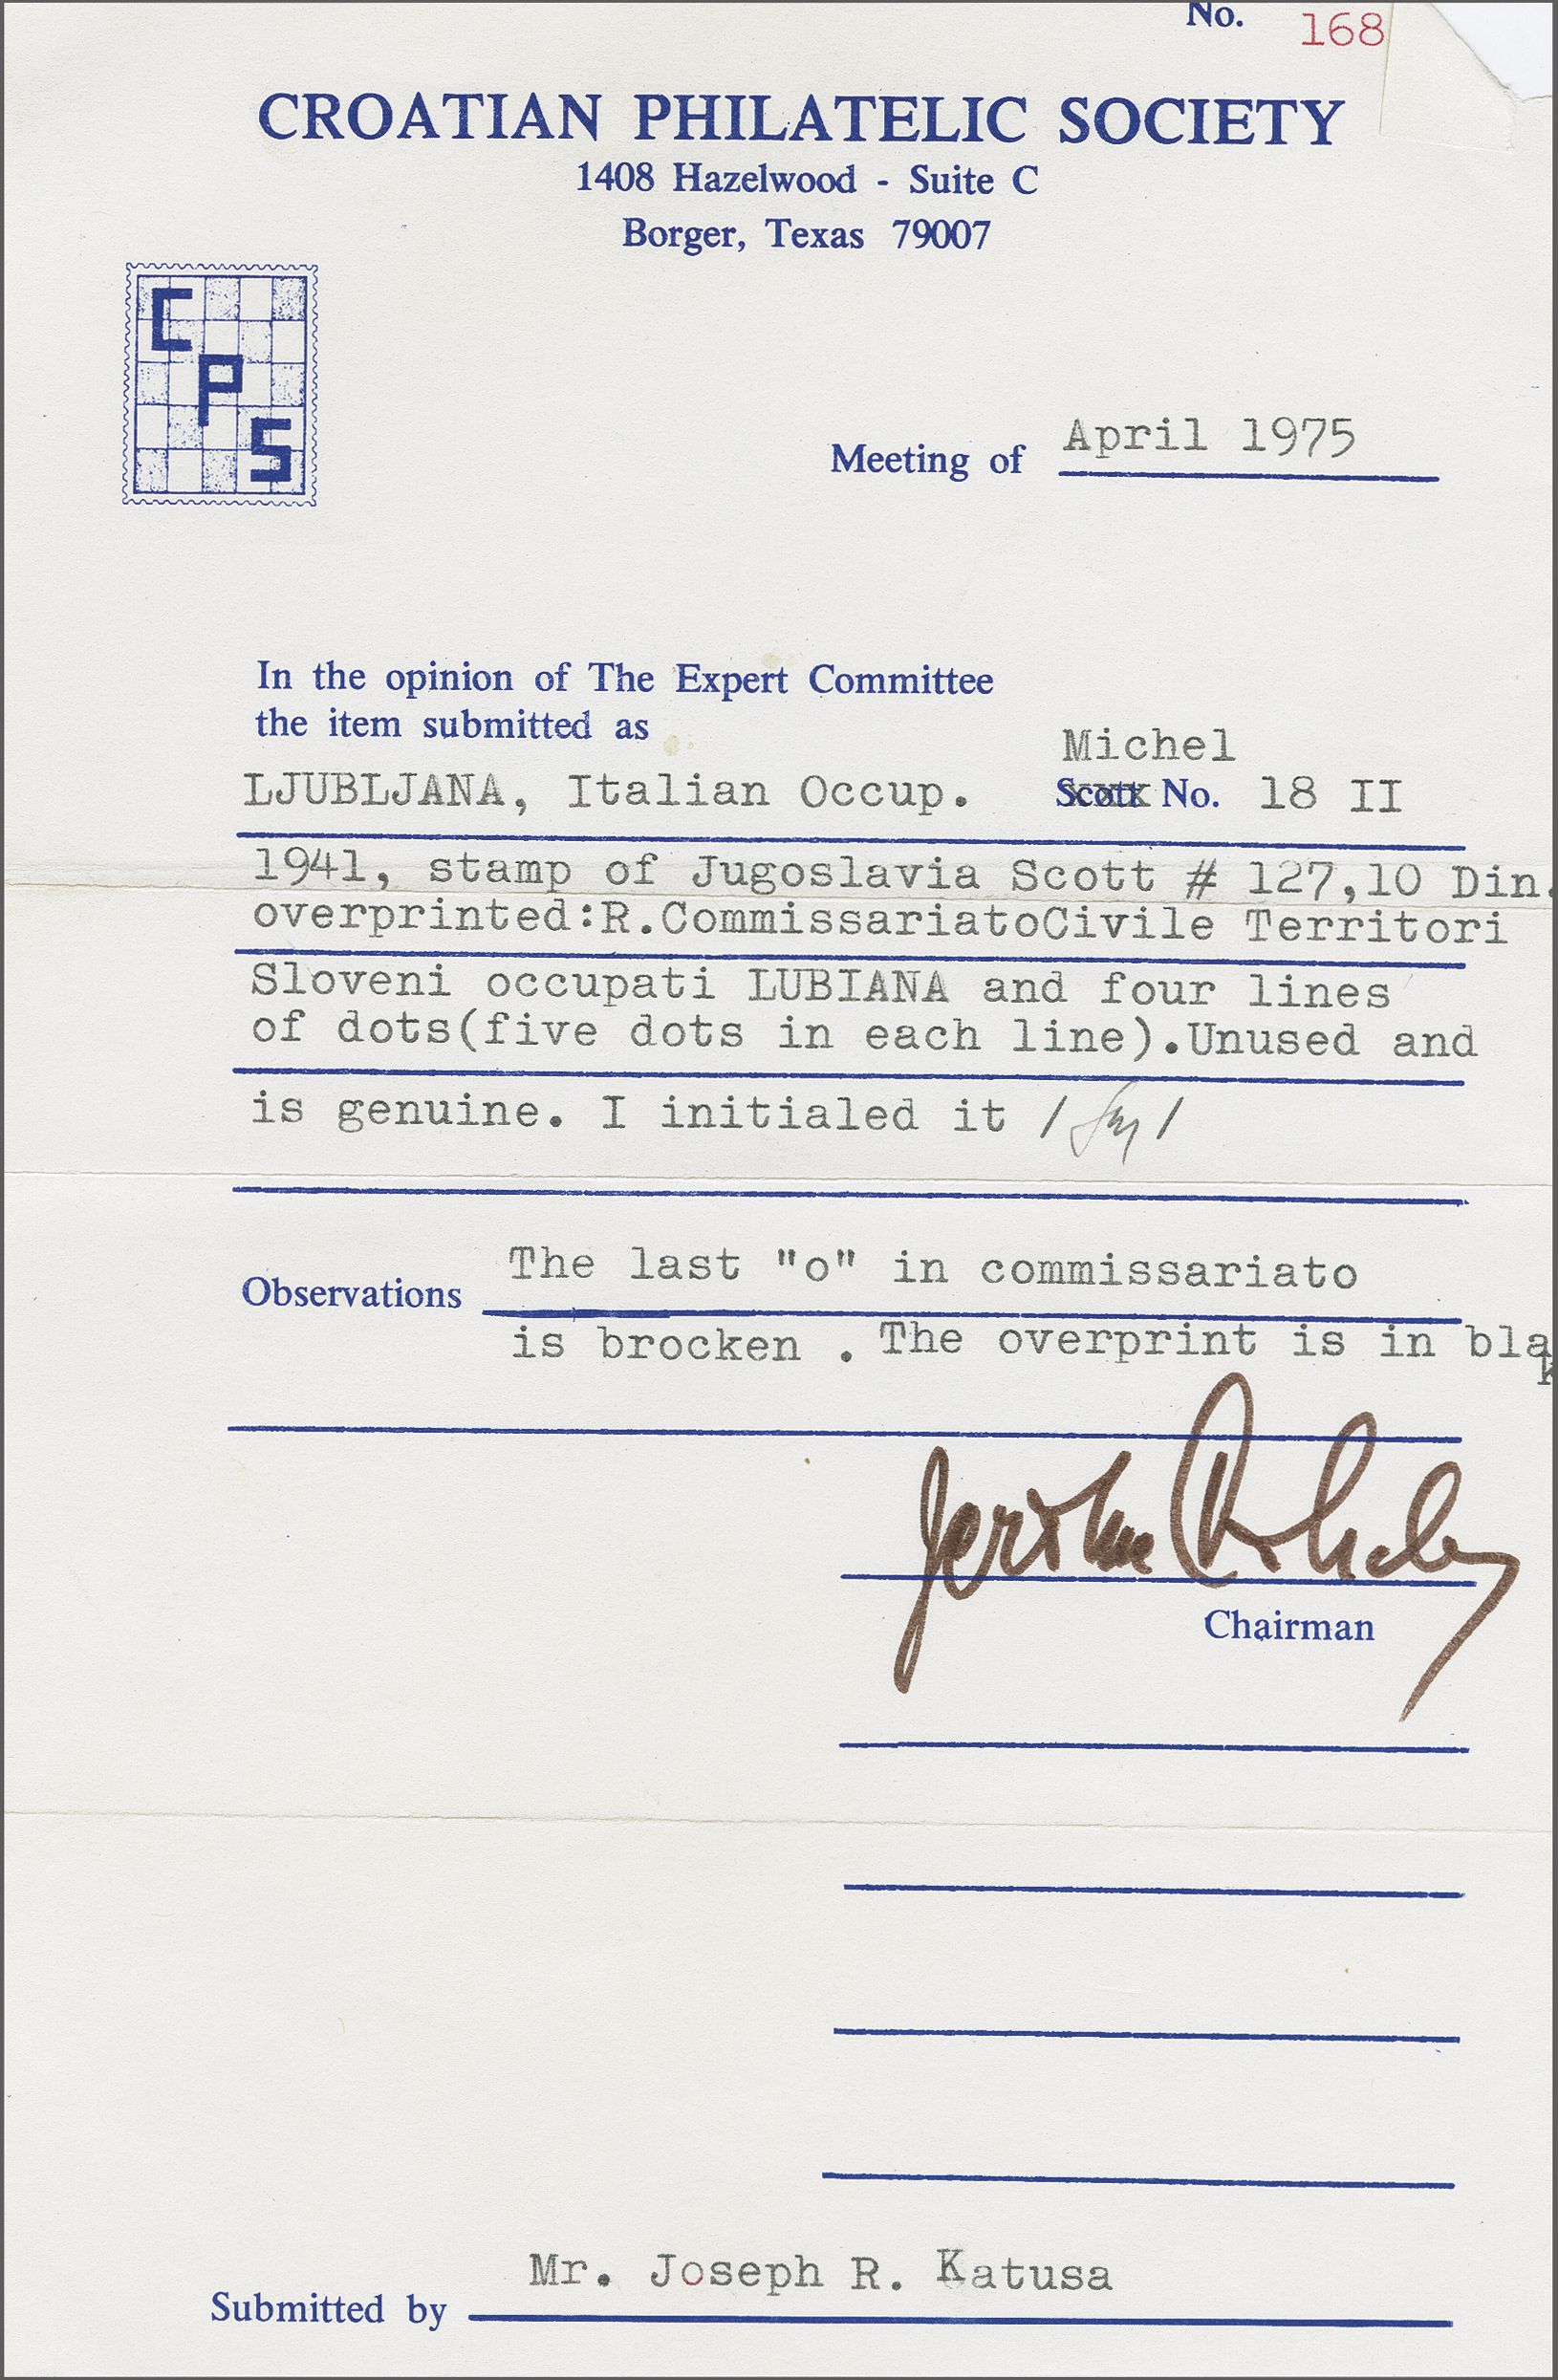 No. 168
CROATIAN PHILATELIC SOCIETY
1408 Hazelwood - Suite C
Borger, Texas 79007
C
P
S
Meeting of April 1975
In the opinion of The Expert Committee
the item submitted as
Michel
LJUBLJANA, Italian Occup. Scott No. 18 II
1941, stamp of Jugoslavia Scott # 127,10 Din.
overprinted:R.CommissariatoCivile Territori
Sloveni occupati LUBIANA and four lines
of dots(five dots in each line).Unused and
is genuine. I initialed it / /
The last "o" in commissariato
Observations
is brocken . The overprint is in blak
Chairman
Mr. Joseph R. Katusa
Submitted by